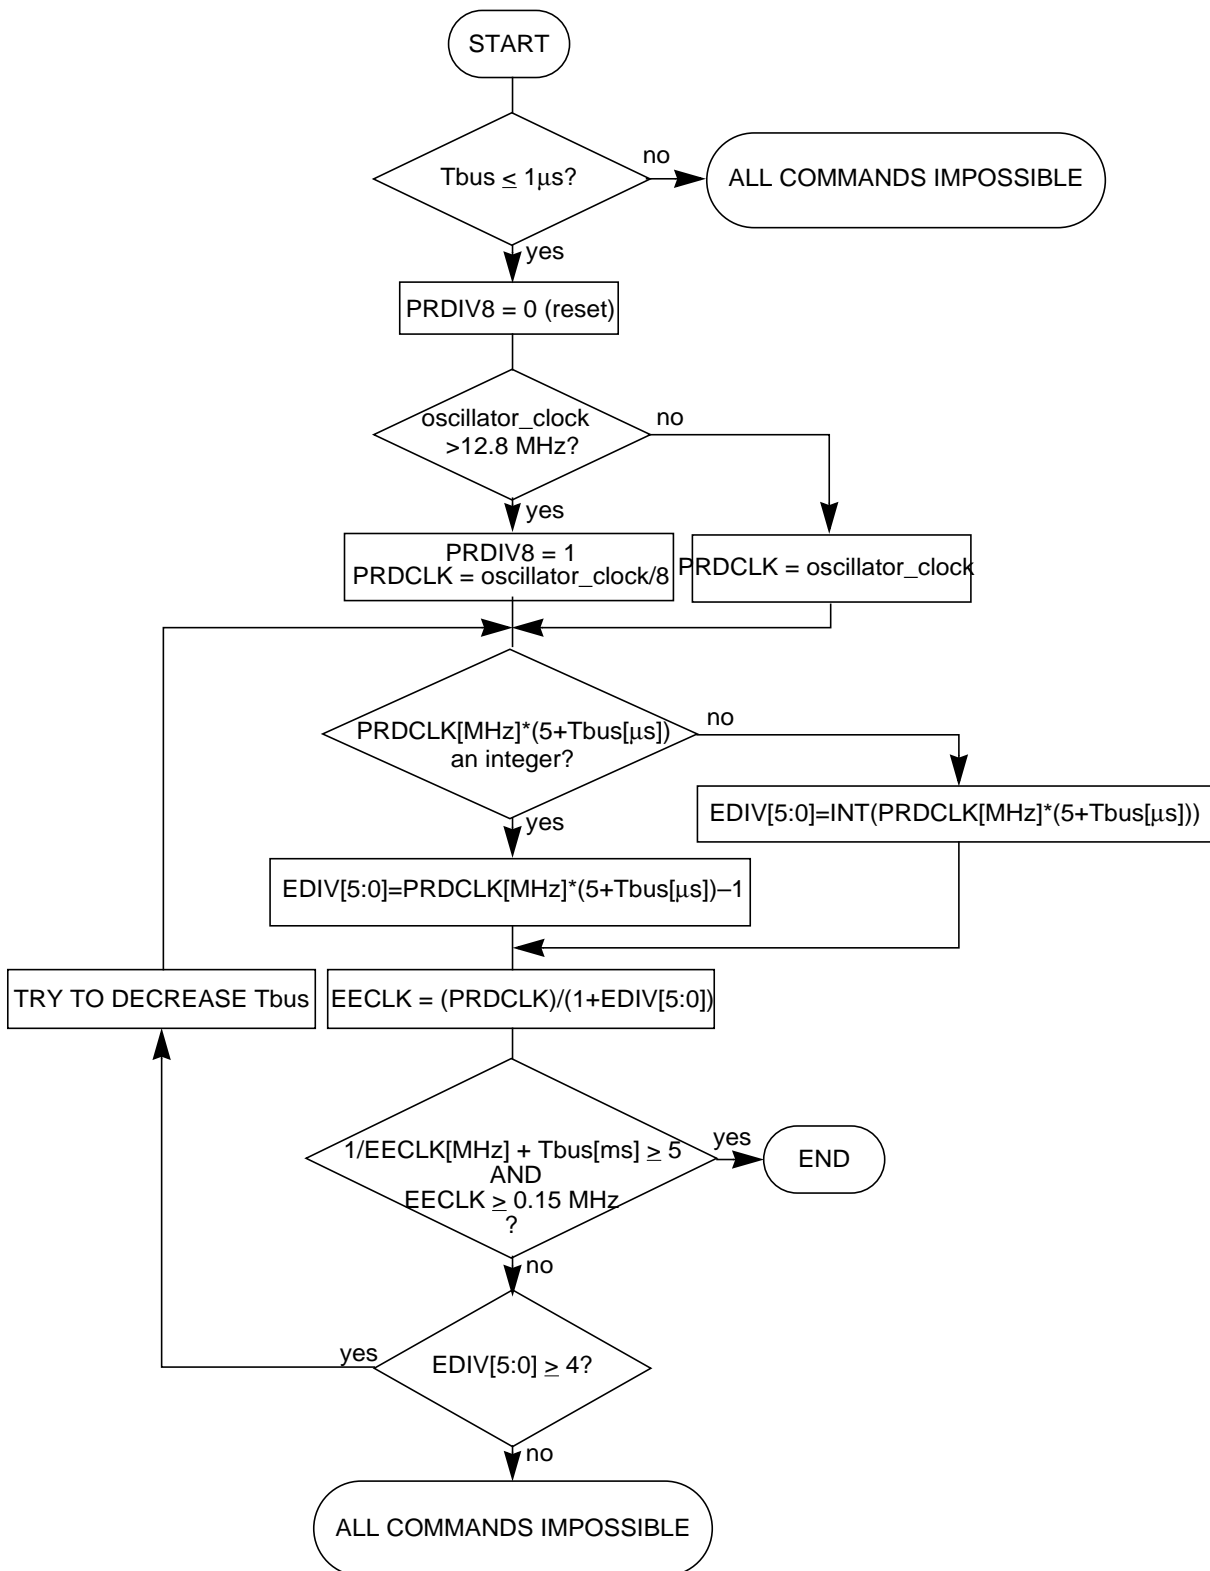 START
Tbus ≤ 1μs?
no
ALL COMMANDS IMPOSSIBLE
yes
PRDIV8 = 0 (reset)
oscillator_clock
>12.8 MHz?
no
yes
PRDIV8 = 1
PRDCLK = oscillator_clock/8
PRDCLK = oscillator_clock
PRDCLK[MHz]*(5+Tbus[μs])
an integer?
no
yes
EDIV[5:0]=INT(PRDCLK[MHz]*(5+Tbus[μs]))
EDIV[5:0]=PRDCLK[MHz]*(5+Tbus[μs])–1
TRY TO DECREASE Tbus
EECLK = (PRDCLK)/(1+EDIV[5:0])
1/EECLK[MHz] + Tbus[ms] ≥ 5
AND
EECLK ≥ 0.15 MHz
?
yes
END
no
EDIV[5:0] ≥ 4?
yes
no
ALL COMMANDS IMPOSSIBLE